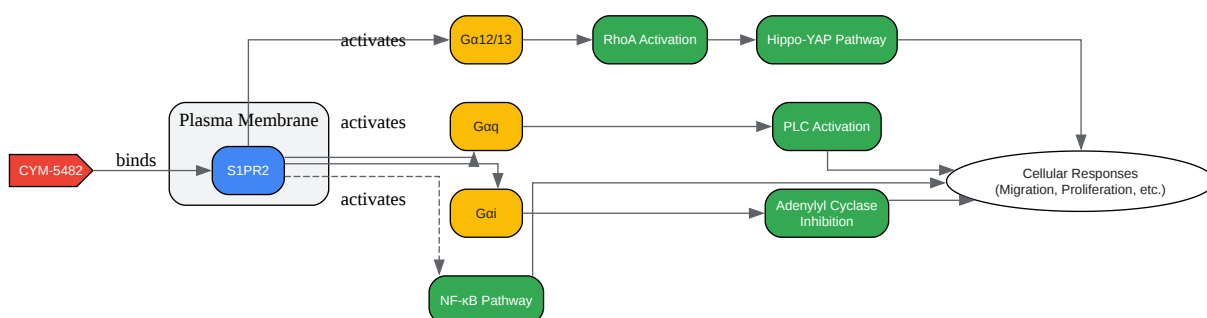 activates
Gα12/13
RhoA Activation
Hippo-YAP Pathway
Plasma Membrane
activates
Gαq
PLC Activation
CYM-5482
binds
S1PR2
Cellular Responses
(Migration, Proliferation, etc.)
activates
Gαi
Adenylyl Cyclase
Inhibition
NF-κB Pathway